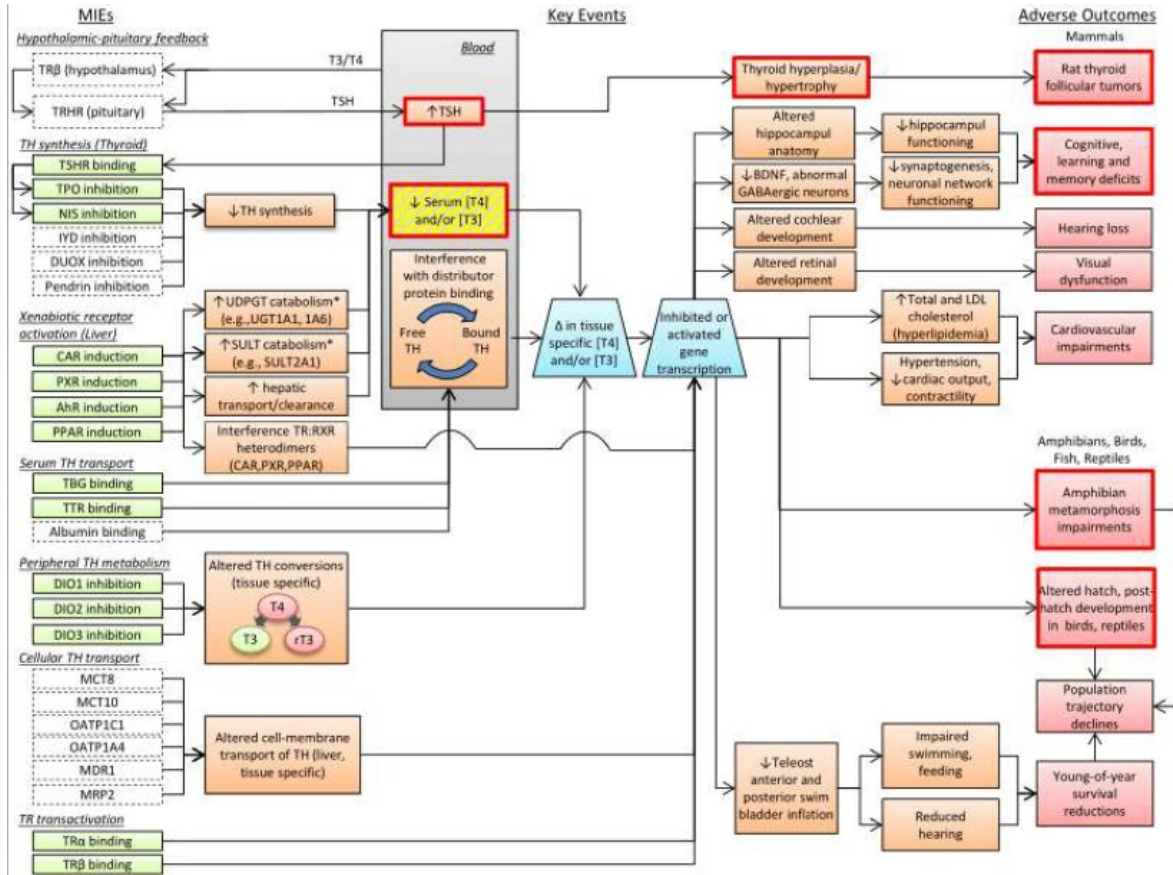 MIEs
Key Events
Adverse Outcomes
Hypothalamic-pituitary feedback
TRβ (hypothalamus)
TRHR (pituitary)
T3/T4
TSH
TH synthesis (Thyroid)
TSHR binding
TPO inhibition
NIS inhibition
IYD inhibition
DUOX inhibition
Pendrin inhibition
Xenabiotic receptor
activation (Liver)
CAR induction
PXR induction
AhR induction
PPAR induction
Serum TH transport
TBG binding
TTR binding
Albumin binding
Peripheral TH metabolism
DIO1 inhibition
DIO2 inhibition
DIO3 inhibition
Cellular TH transport
MCT8
MCT10
OATP1C1
OATP1A4
MDR1
MRP2
TR transactivation
TRα binding
TRβ binding
↓TH synthesis
↑UDPGT catabolism*
(e.g.,UGT1A1, 1A6)
↑SULT catabolism*
(e.g., SULT2A1)
↑ hepatic
transport/clearance
Interference TR:RXR
heterodimers
(CAR,PXR,PPAR)
Altered TH conversions
(tissue specific)
T4
T3
rT3
Altered cell-membrane
transport of TH (liver,
tissue specific)
Blood
↑TSH
↓ Serum [T4]
and/or [T3]
Interference
with distributor
protein binding
Free
TH
Bound
TH
Δ in tissue
specific [T4]
and/or [T3]
Inhibited or
activated
gene
transcription
Thyroid hyperplasia/
hypertrophy
Altered
hippocampul
anatomy
↓hippocampul
functioning
↓BDNF, abnormal
GABAergic neurons
↓synaptogenesis,
neuronal network
functioning
Altered cochlear
development
Altered retinal
development
↑Total and LDL
cholesterol
(hyperlipidemia)
Hypertension,
↓cardiac output,
contractility
↓Teleost
anterior and
posterior swim
bladder inflation
Impaired
swimming,
feeding
Reduced
hearing
Mammals
Rat thyroid
follicular tumors
Cognitive,
learning and
memory deficits
Hearing loss
Visual
dysfunction
Cardiovascular
impairments
Amphibians, Birds,
Fish, Reptiles
Amphibian
metamorphosis
impairments
Altered hatch, post-
hatch development
in birds, reptiles
Population
trajectory
declines
Young-of-year
survival
reductions